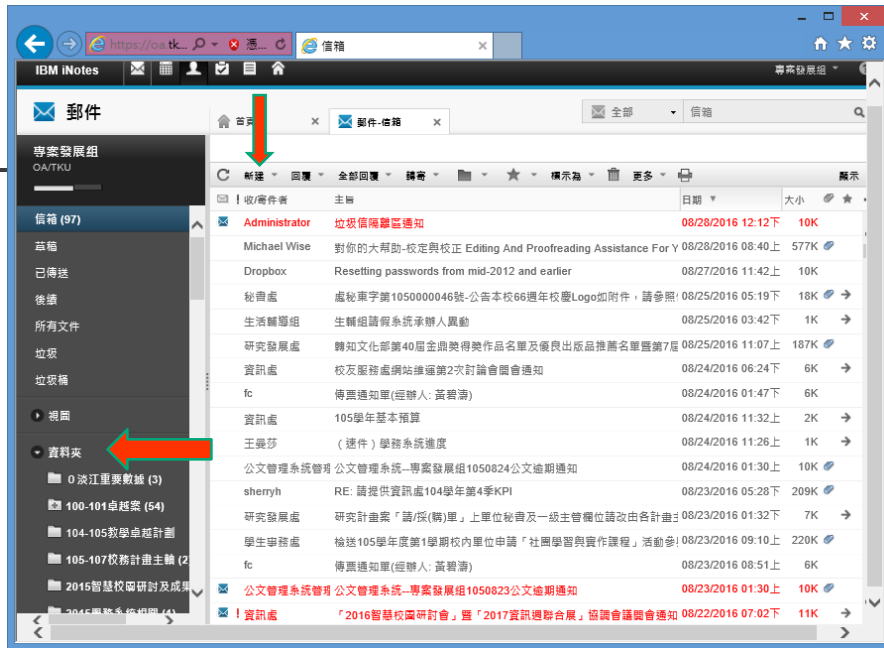 https://oa.tk...
憑...
信箱
IBM iNotes
專案發展組
郵件
首頁
郵件-信箱
全部
信箱
專案發展組
OA/TKU
新建 回覆 全部回覆 轉寄 標示為 更多 顯示
收/寄件者 主旨 日期 大小
信箱 (97)
草稿
已傳送
後續
所有文件
垃圾
垃圾桶
視圖
資料夾
0 淡江重要數據 (3)
100-101卓越案 (54)
104-105教學卓越計劃
105-107校務計畫主軸 (2
2015智慧校園研討及成果
Administrator 垃圾信隔離區通知 08/28/2016 12:12下 10K
Michael Wise 對你的大幫助-校定與校正 Editing And Proofreading Assistance For Y 08/28/2016 08:40上 577K
Dropbox Resetting passwords from mid-2012 and earlier 08/27/2016 11:42上 10K
秘書處 處秘東字第1050000046號-公告本校66週年校慶Logo如附件，請參照 08/25/2016 05:19下 18K
生活輔導組 生輔組請假系統承辦人異動 08/25/2016 03:42下 1K
研究發展處 轉知文化部第40屆金鼎獎得獎作品名單及優良出版品推薦名單暨第7屆 08/25/2016 11:07上 187K
資訊處 校友服務處網站維運第2次討論會開會通知 08/24/2016 06:24下 6K
fc 傳票通知單(經辦人: 黃碧濤) 08/24/2016 01:47下 6K
資訊處 105學年基本預算 08/24/2016 11:32上 2K
王曼莎 （速件）學務系統進度 08/24/2016 11:26上 1K
公文管理系統管理 公文管理系統--專案發展組1050824公文逾期通知 08/24/2016 01:30上 10K
sherryh RE: 請提供資訊處104學年第4季KPI 08/23/2016 05:28下 209K
研究發展處 研究計畫案「請/採(購)單」上單位秘書及一級主管欄位請改由各計畫主 08/23/2016 01:32下 7K
學生事務處 檢送105學年度第1學期校內單位申請「社團學習與實作課程」活動參 08/23/2016 09:10上 220K
fc 傳票通知單(經辦人: 黃碧濤) 08/23/2016 08:51上 6K
公文管理系統管理 公文管理系統--專案發展組1050823公文逾期通知 08/23/2016 01:30上 10K
資訊處 「2016智慧校園研討會」暨「2017資訊週聯合展」協調會議開會通知 08/22/2016 07:02下 11K